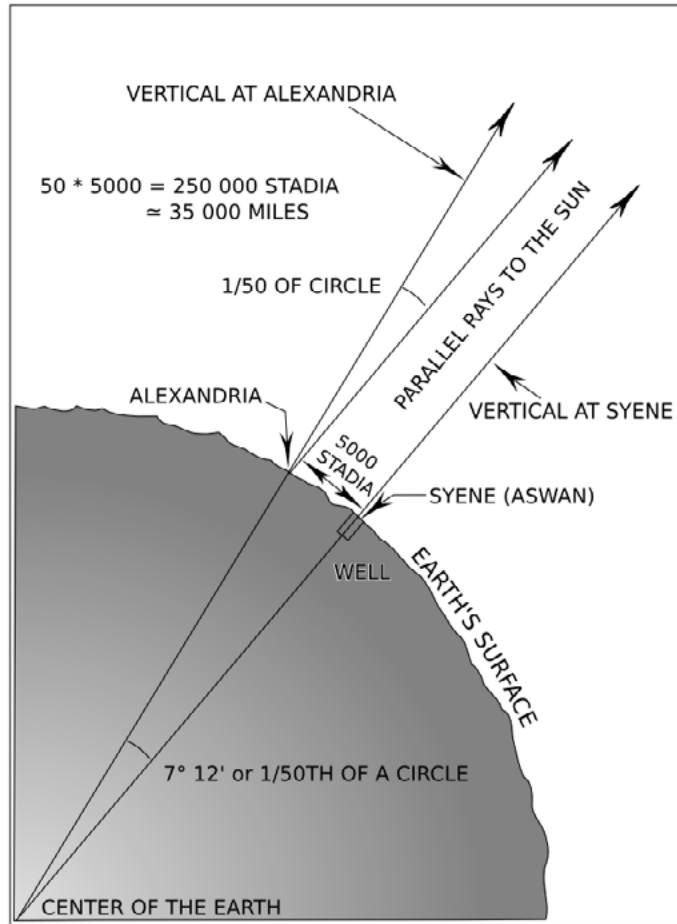 VERTICAL AT ALEXANDRIA
50 * 5000 = 250 000 STADIA
≃ 35 000 MILES
1/50 OF CIRCLE
PARALLEL RAYS TO THE SUN
ALEXANDRIA
VERTICAL AT SYENE
5000
STADIA
SYENE (ASWAN)
WELL
EARTH'S SURFACE
7° 12' or 1/50TH OF A CIRCLE
CENTER OF THE EARTH